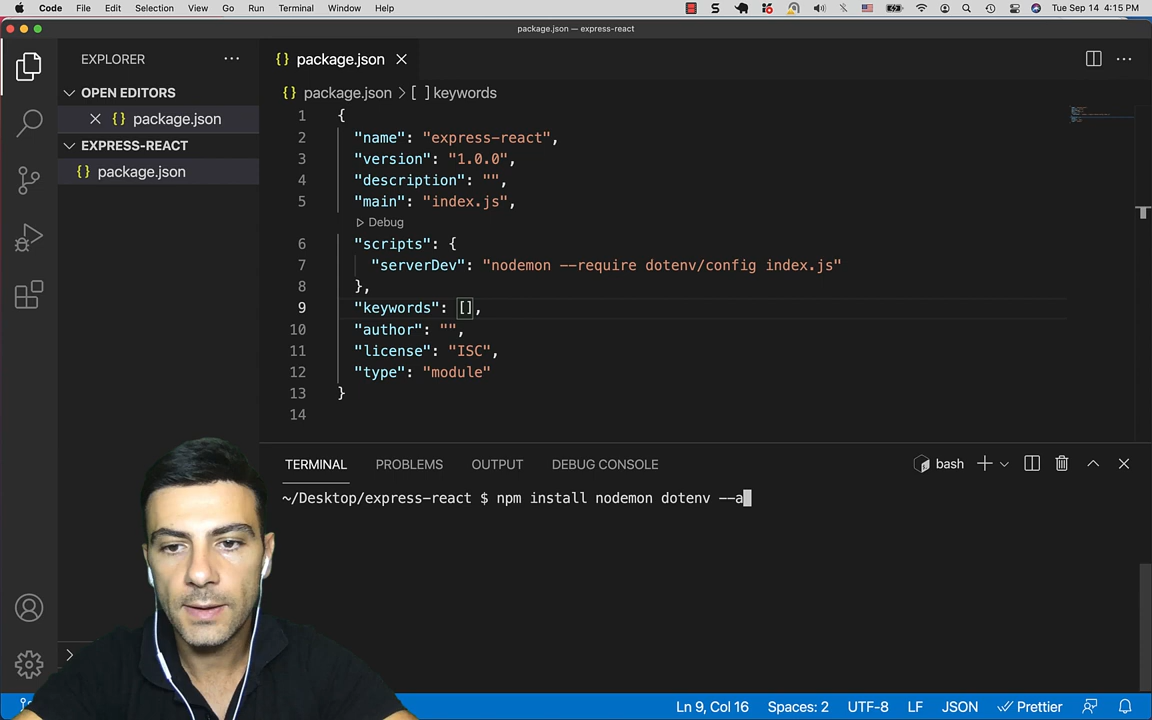 Code File Edit Selection View Go Run Terminal Window Help Tue Sep 14 4:15 PM
package.json — express-react
EXPLORER
OPEN EDITORS
{} package.json
EXPRESS-REACT
{} package.json
{} package.json
{} package.json > [ ] keywords
1 {
2 "name": "express-react",
3 "version": "1.0.0",
4 "description": "",
5 "main": "index.js",
Debug
6 "scripts": {
7 "serverDev": "nodemon --require dotenv/config index.js"
8 },
9 "keywords": [],
10 "author": "",
11 "license": "ISC",
12 "type": "module"
13 }
14
TERMINAL PROBLEMS OUTPUT DEBUG CONSOLE bash
~/Desktop/express-react $ npm install nodemon dotenv --a
Ln 9, Col 16 Spaces: 2 UTF-8 LF JSON Prettier